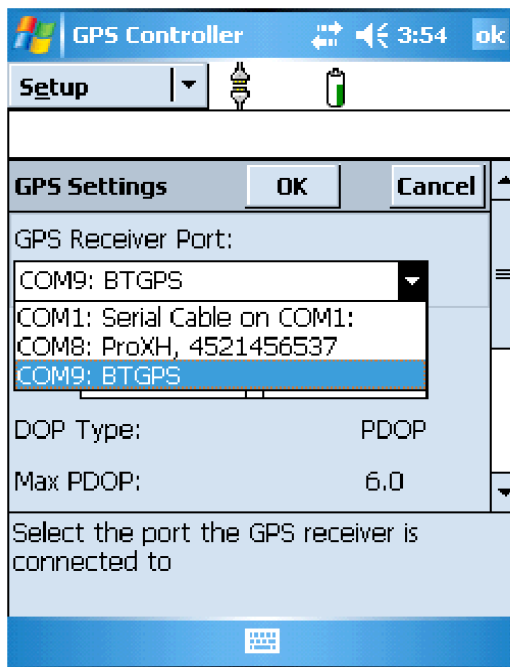 GPS Controller 3:54 ok
Setup
GPS Settings OK Cancel
GPS Receiver Port:
COM9: BTGPS
COM1: Serial Cable on COM1:
COM8: ProXH, 4521456537
COM9: BTGPS
DOP Type: PDOP
Max PDOP: 6.0
Select the port the GPS receiver is
connected to